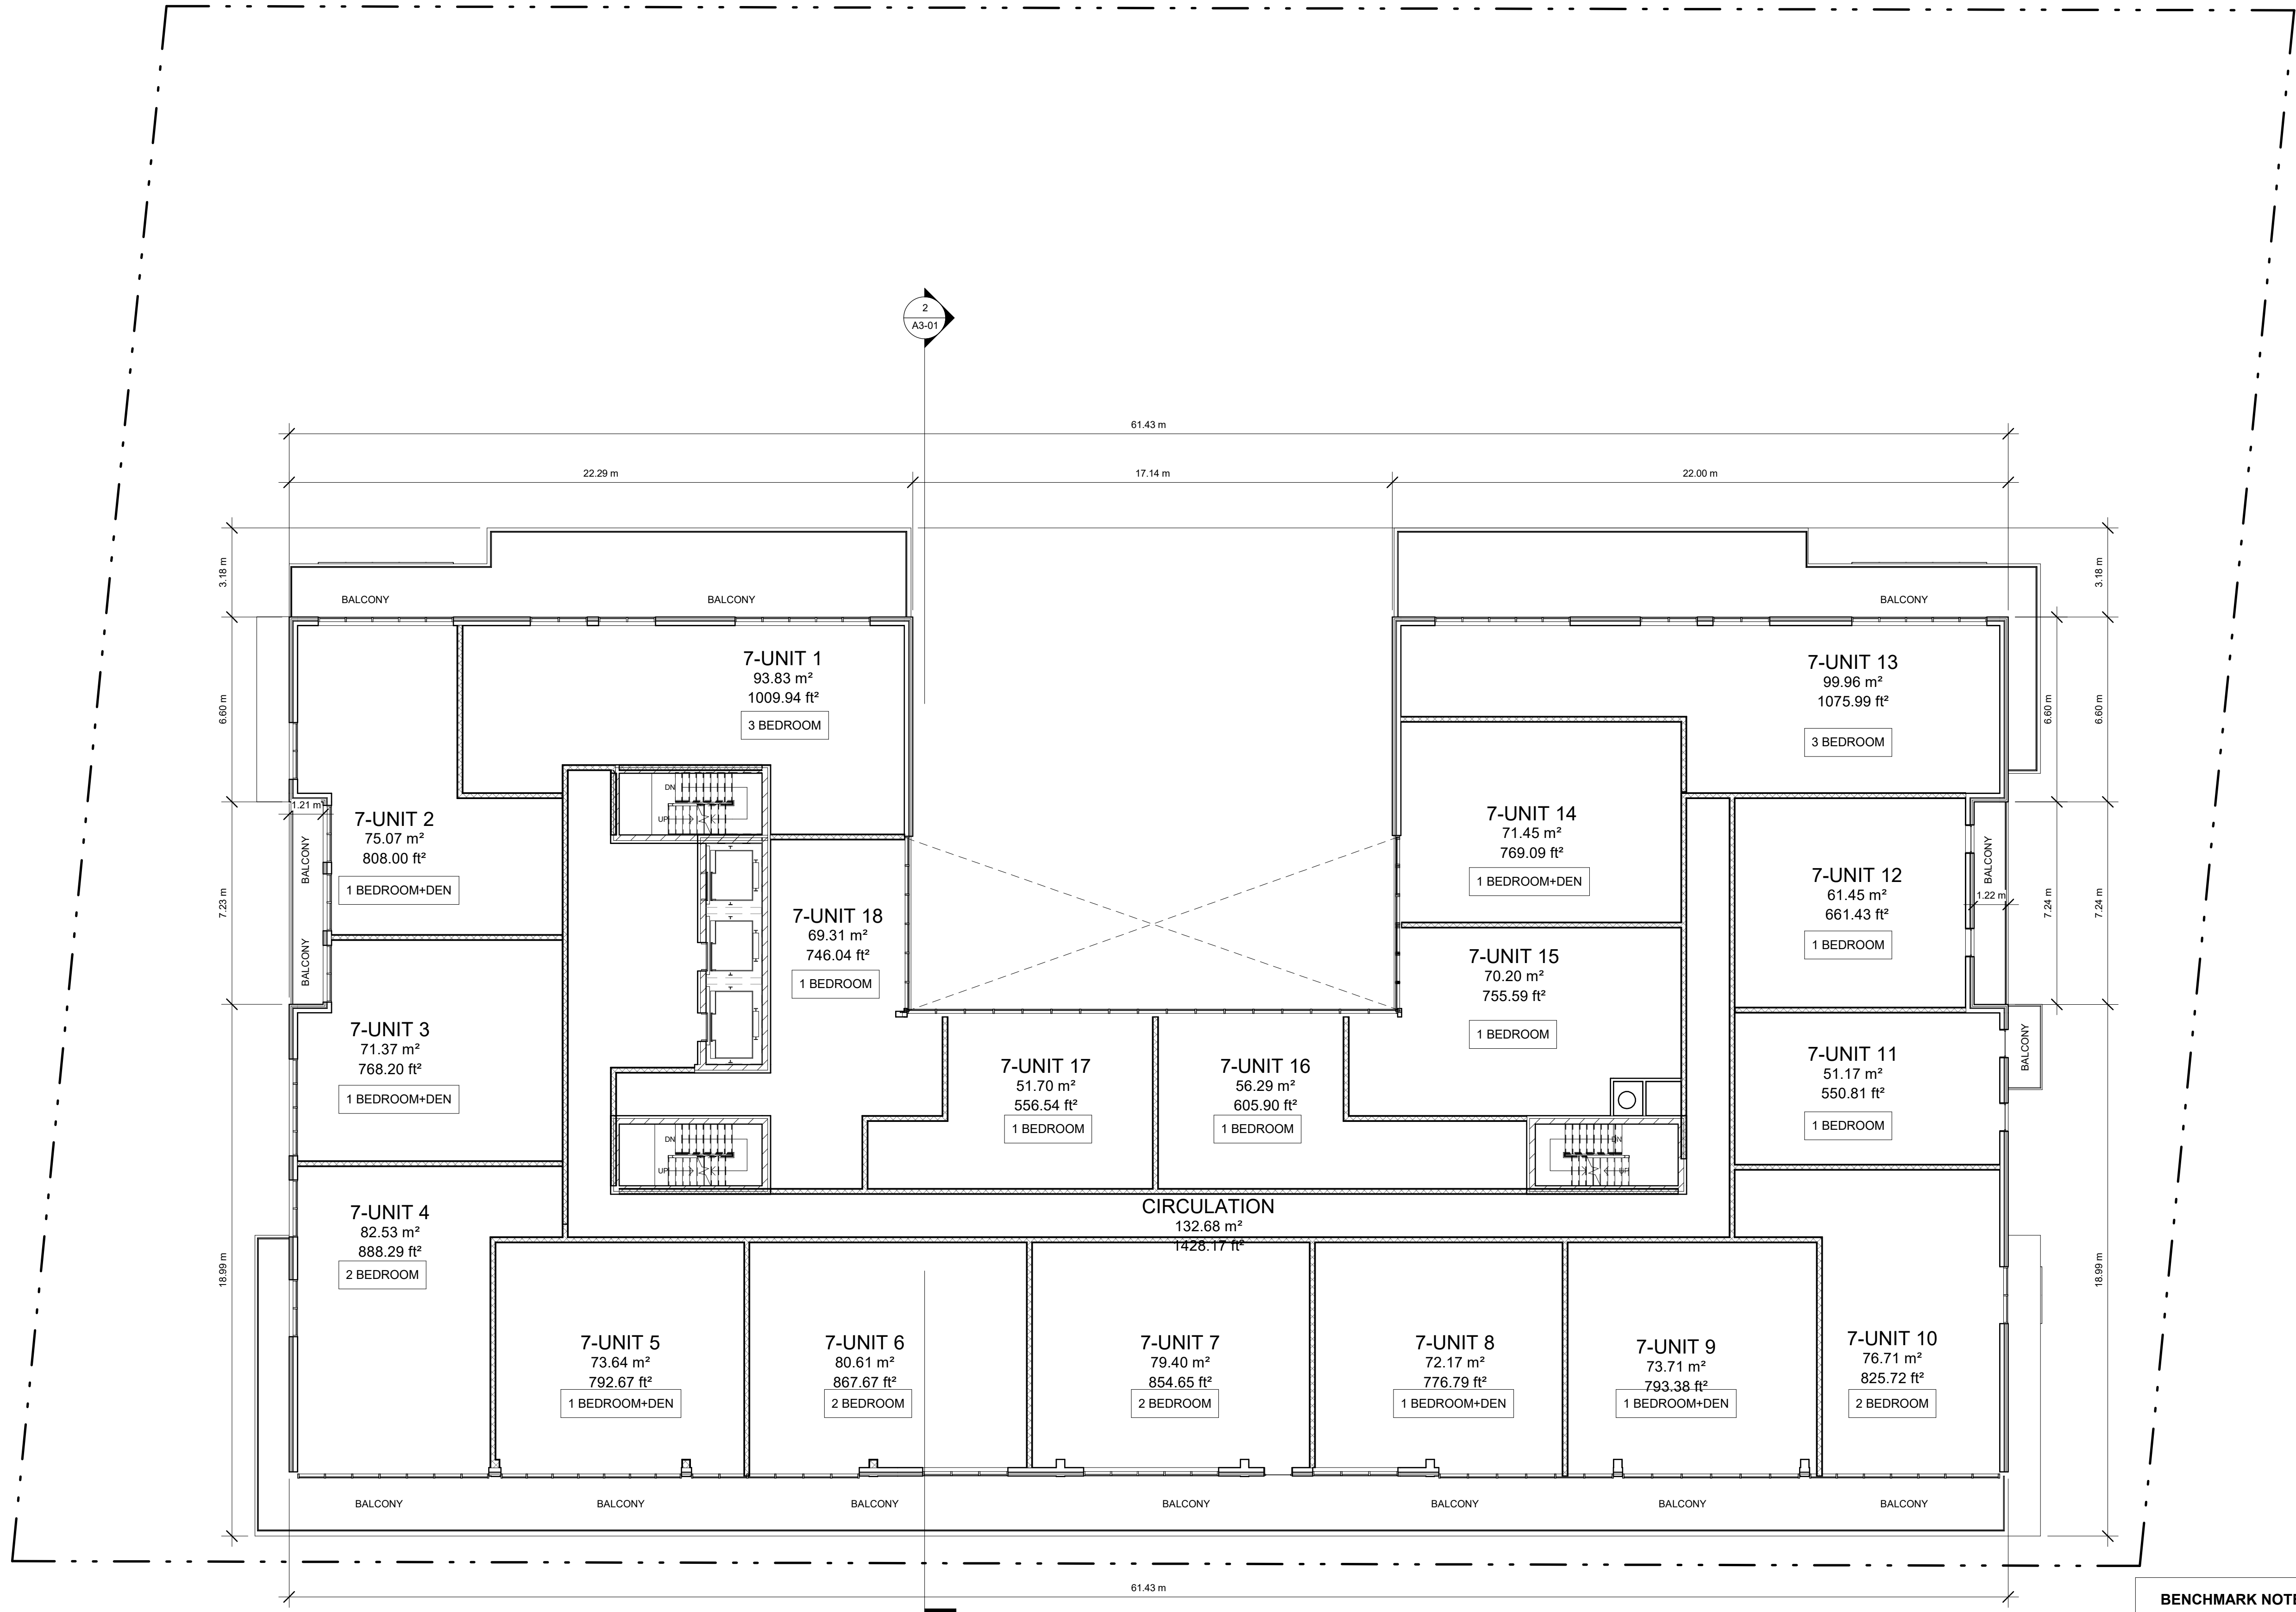 2
A3-01
61.43 m
22.29 m
17.14 m
22.00 m
3.18 m
3.18 m
BALCONY
BALCONY
BALCONY
7-UNIT 1
93.83 m²
1009.94 ft²
3 BEDROOM
7-UNIT 13
99.96 m²
1075.99 ft²
3 BEDROOM
6.60 m
6.60 m
6.60 m
DN
UP
1.21 m
7-UNIT 2
75.07 m²
808.00 ft²
1 BEDROOM+DEN
BALCONY
7-UNIT 14
71.45 m²
769.09 ft²
1 BEDROOM+DEN
BALCONY
7-UNIT 12
61.45 m²
661.43 ft²
1 BEDROOM
1.22 m
7.23 m
7.24 m
7.24 m
7-UNIT 18
69.31 m²
746.04 ft²
1 BEDROOM
BALCONY
7-UNIT 15
70.20 m²
755.59 ft²
1 BEDROOM
7-UNIT 3
71.37 m²
768.20 ft²
1 BEDROOM+DEN
7-UNIT 17
51.70 m²
556.54 ft²
1 BEDROOM
7-UNIT 16
56.29 m²
605.90 ft²
1 BEDROOM
7-UNIT 11
51.17 m²
550.81 ft²
1 BEDROOM
BALCONY
DN
UP
DN
UP
CIRCULATION
132.68 m²
1428.17 ft²
7-UNIT 4
82.53 m²
888.29 ft²
2 BEDROOM
18.99 m
18.99 m
7-UNIT 5
73.64 m²
792.67 ft²
1 BEDROOM+DEN
7-UNIT 6
80.61 m²
867.67 ft²
2 BEDROOM
7-UNIT 7
79.40 m²
854.65 ft²
2 BEDROOM
7-UNIT 8
72.17 m²
776.79 ft²
1 BEDROOM+DEN
7-UNIT 9
73.71 m²
793.38 ft²
1 BEDROOM+DEN
7-UNIT 10
76.71 m²
825.72 ft²
2 BEDROOM
BALCONY
BALCONY
BALCONY
BALCONY
BALCONY
BALCONY
BALCONY
61.43 m
BENCHMARK